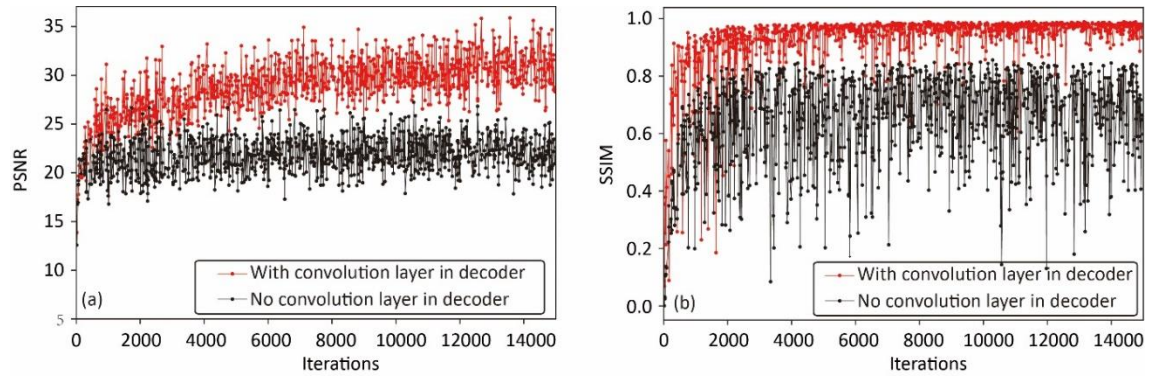 35
30
25
20
15
10
5
PSNR
With convolution layer in decoder
No convolution layer in decoder
(a)
0 2000 4000 6000 8000 10000 12000 14000
Iterations
1.0
0.8
0.6
0.4
0.2
0.0
SSIM
With convolution layer in decoder
No convolution layer in decoder
(b)
0 2000 4000 6000 8000 10000 12000 14000
Iterations